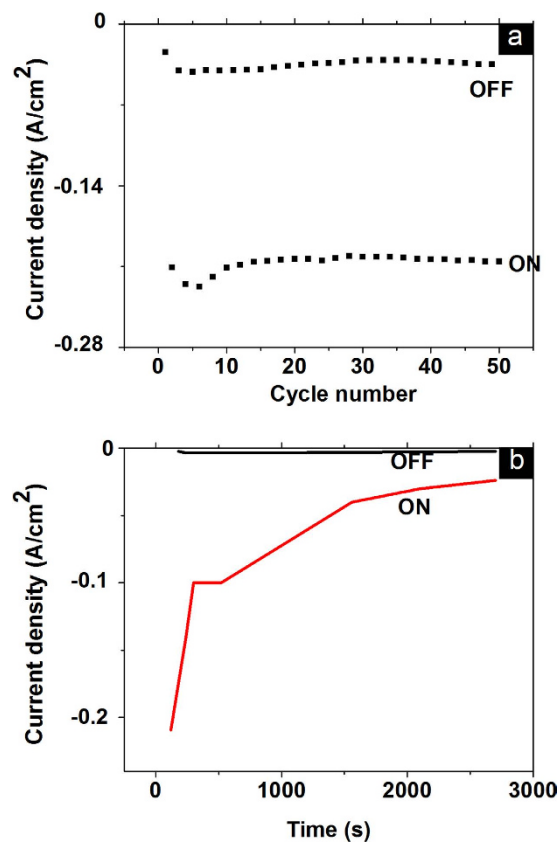 a
0
-0.14
-0.28
OFF
ON
0 10 20 30 40 50
Cycle number
Current density (A/cm²)
b
0
-0.1
-0.2
OFF
ON
0 1000 2000 3000
Time (s)
Current density (A/cm²)